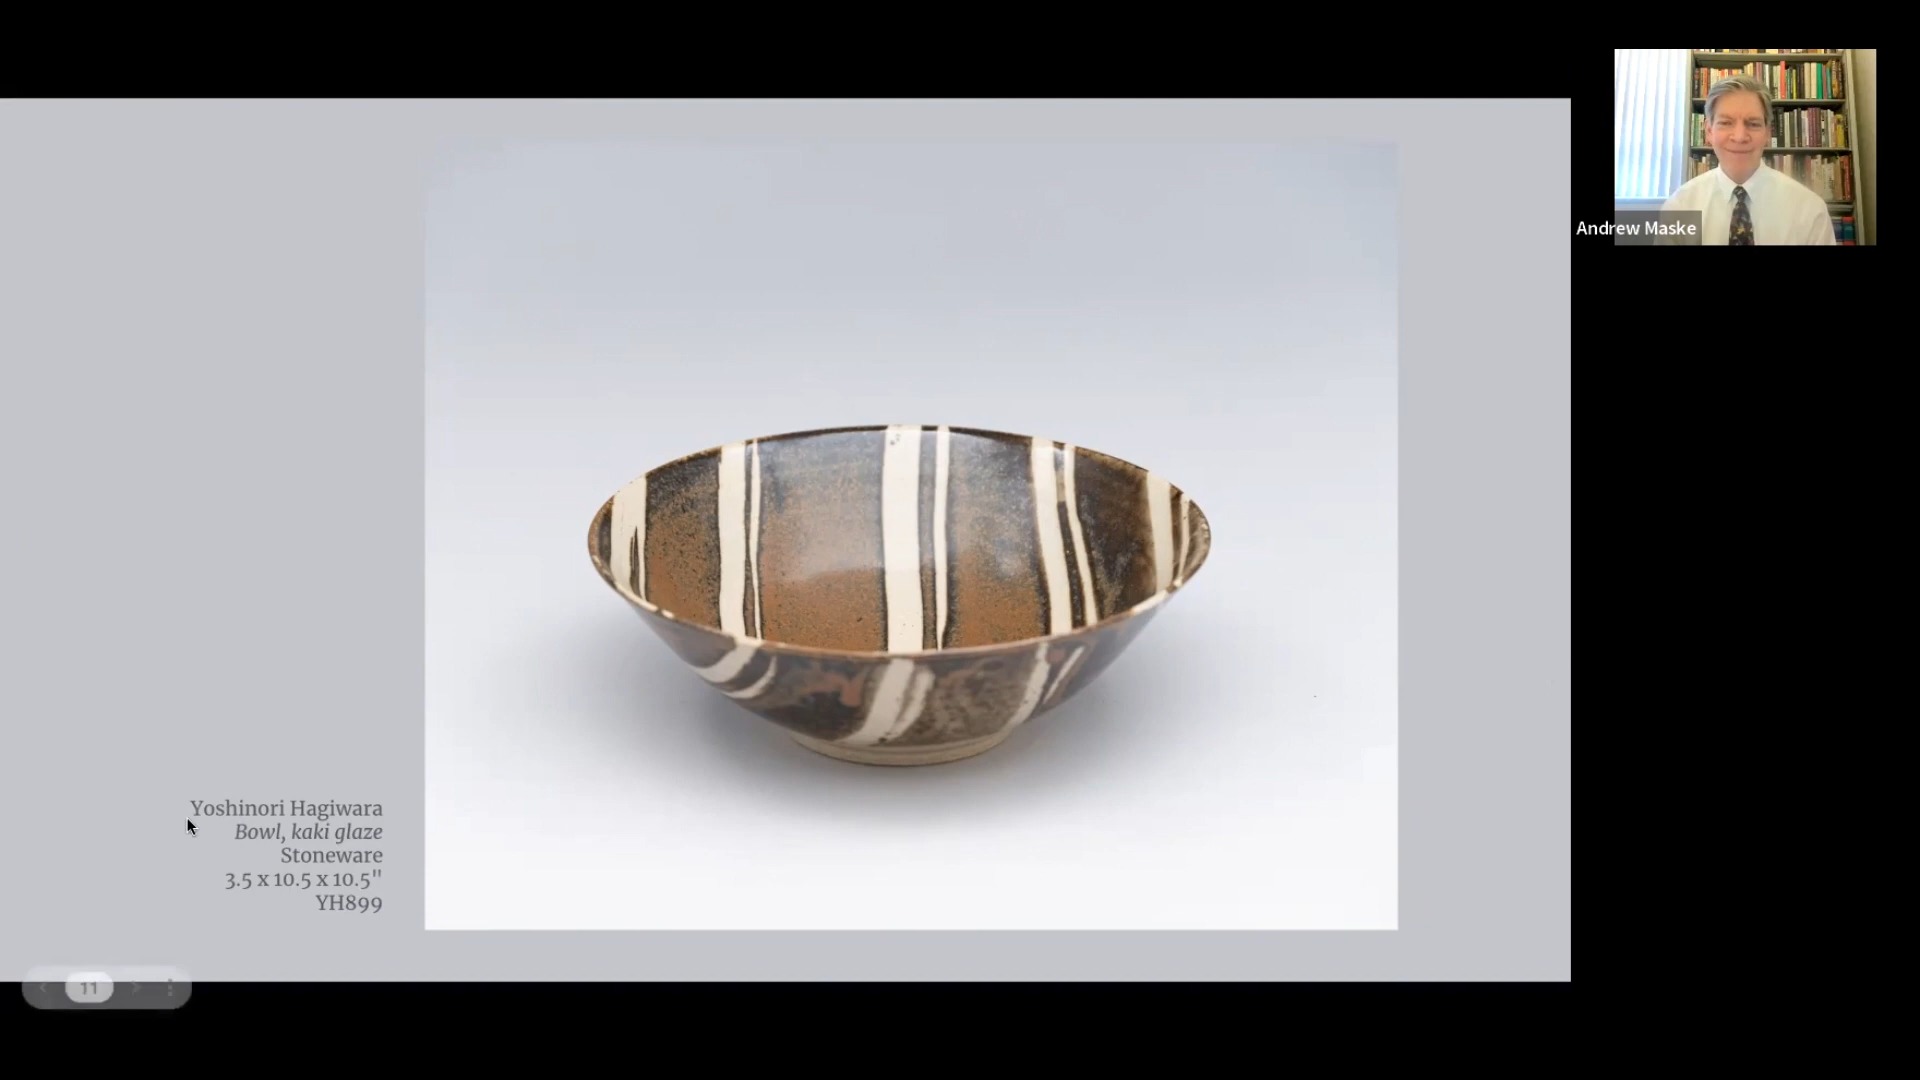 Andrew Maske
Yoshinori Hagiwara
Bowl, kaki glaze
Stoneware
3.5 x 10.5 x 10.5"
YH899
11